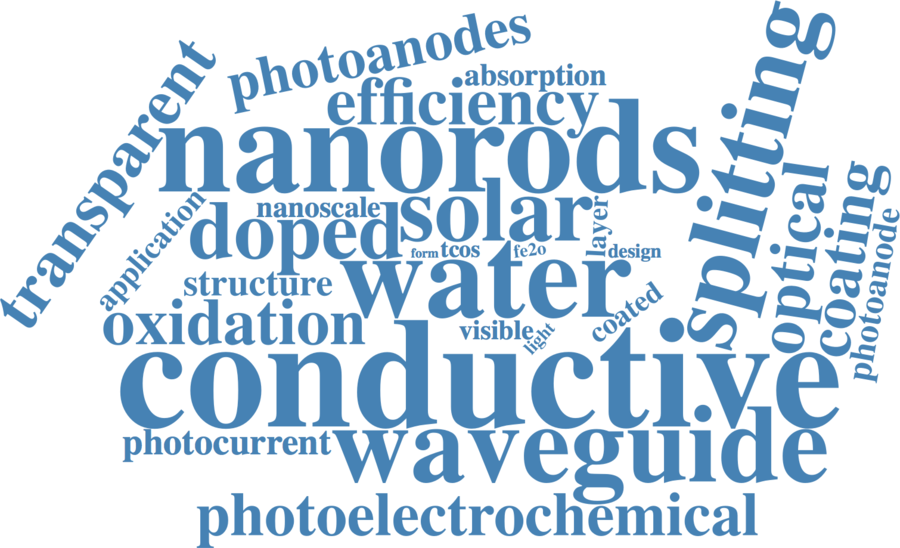 transparent
photoanodes
absorption
efficiency
nanorods
splitting
application
nanoscale
doped
solar
layer
form
tcos
fe2o
design
optical
coating
photoanode
structure
water
oxidation
visible
light
coated
conductive
photocurrent
waveguide
photoelectrochemical